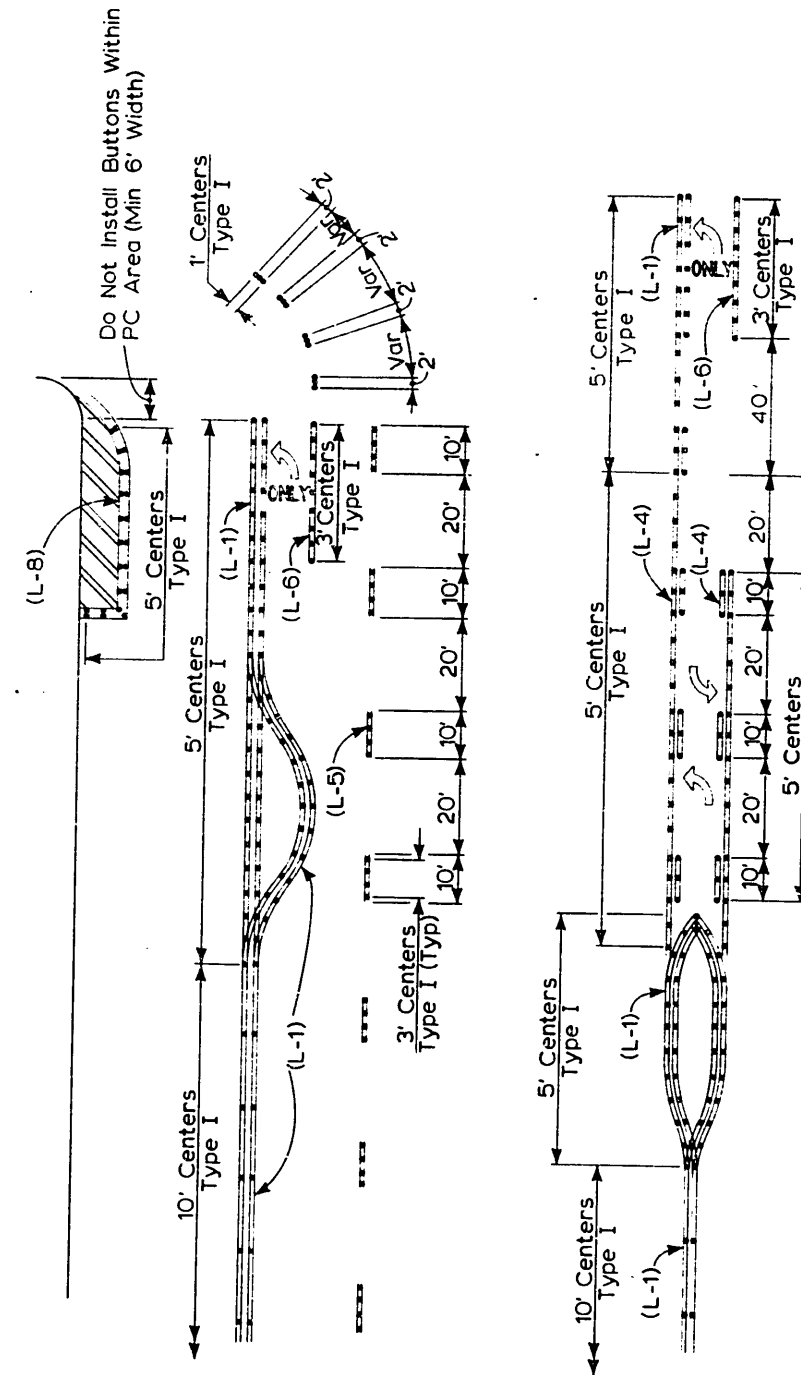 Do Not Install Buttons Within
PC Area (Min 6' Width)
(L-8)
5' Centers
Type I
1' Centers
Type I
2'
Var
2'
Var
2'
Var
2'
5' Centers
Type I
(L-1)
ONLY
(L-6)
3' Centers
Type I
10' Centers
Type I
(L-1)
(L-5)
3' Centers
Type I (Typ)
10'
20'
10'
20'
10'
20'
10'
5' Centers
Type I
(L-1)
ONLY
(L-6)
3' Centers
Type I
40'
5' Centers
Type I
(L-4)
(L-4)
20'
10'
20'
10'
20'
10'
5' Centers
5' Centers
Type I
(L-1)
10' Centers
Type I
(L-1)